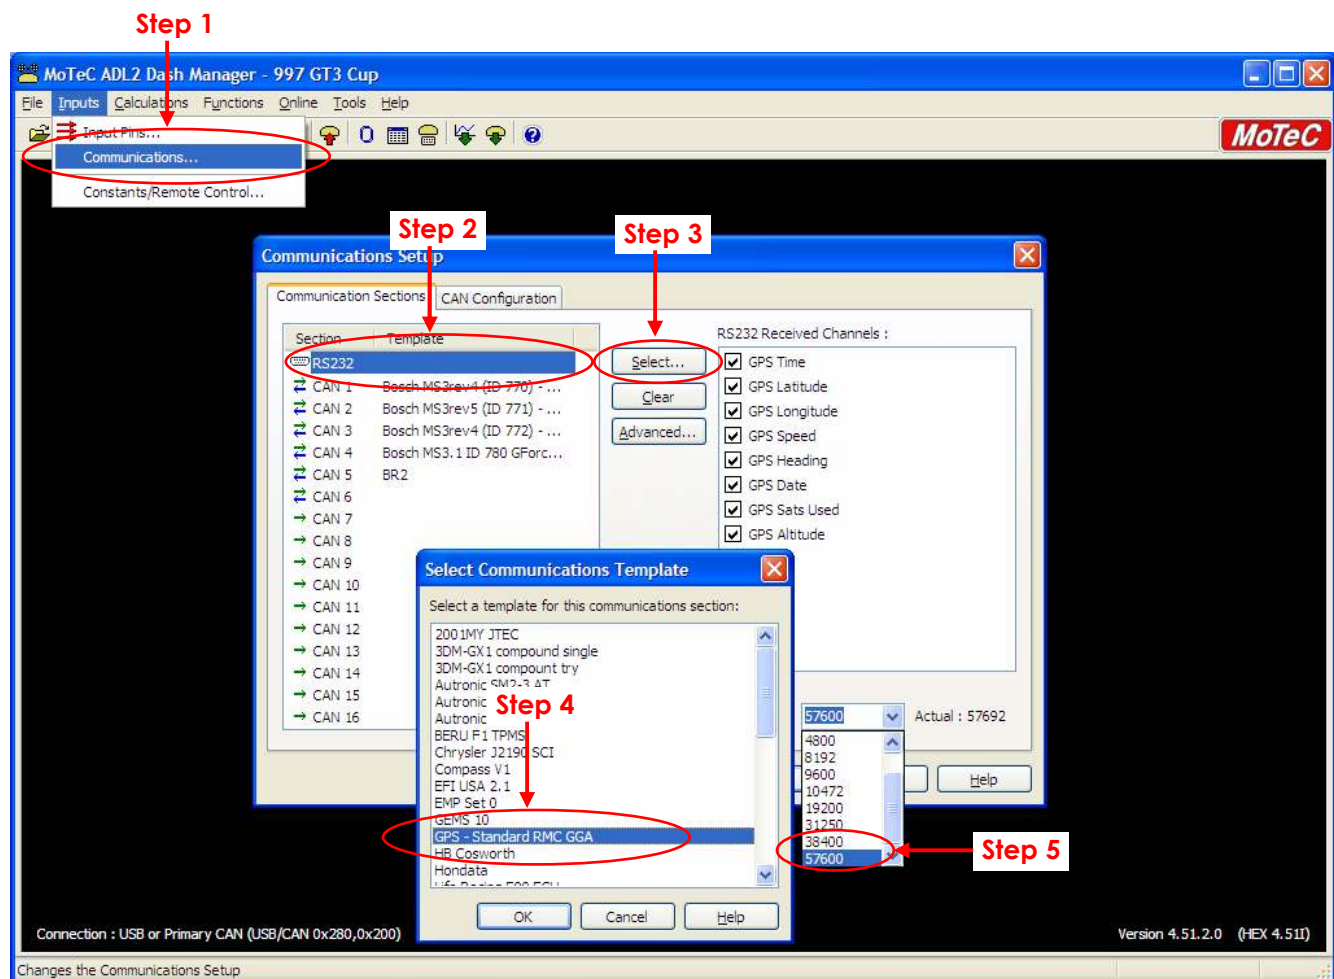 Step 1
MoTeC ADL2 Dash Manager - 997 GT3 Cup
File Inputs Calculations Functions Online Tools Help
Input Pins...
MoTeC
Communications...
Constants/Remote Control...
Step 2
Step 3
Communications Setup
Communication Sections
CAN Configuration
Section Template
RS232
CAN 1 Bosch MS3rev4 (ID 770) - ...
CAN 2 Bosch MS3rev5 (ID 771) - ...
CAN 3 Bosch MS3rev4 (ID 772) - ...
CAN 4 Bosch MS3.1 ID 780 GForc...
CAN 5 BR2
CAN 6
CAN 7
CAN 8
CAN 9
CAN 10
CAN 11
CAN 12
CAN 13
CAN 14
CAN 15
CAN 16
Select...
Clear
Advanced...
RS232 Received Channels :
GPS Time
GPS Latitude
GPS Longitude
GPS Speed
GPS Heading
GPS Date
GPS Sats Used
GPS Altitude
Select Communications Template
Select a template for this communications section:
2001MY JTEC
3DM-GX1 compound single
3DM-GX1 compount try
Autronic SM2-3 AT
Autronic
Autronic
Step 4
BERU F1 TPMS
Chrysler J2190 SCI
Compass V1
EFI USA 2.1
EMP Set 0
GEMS 10
GPS - Standard RMC GGA
HB Cosworth
Hondata
OK
Cancel
Help
57600
Actual : 57692
4800
8192
9600
10472
19200
31250
38400
57600
Help
Step 5
Connection : USB or Primary CAN (USB/CAN 0x280,0x200)
Version 4.51.2.0 (HEX 4.51I)
Changes the Communications Setup